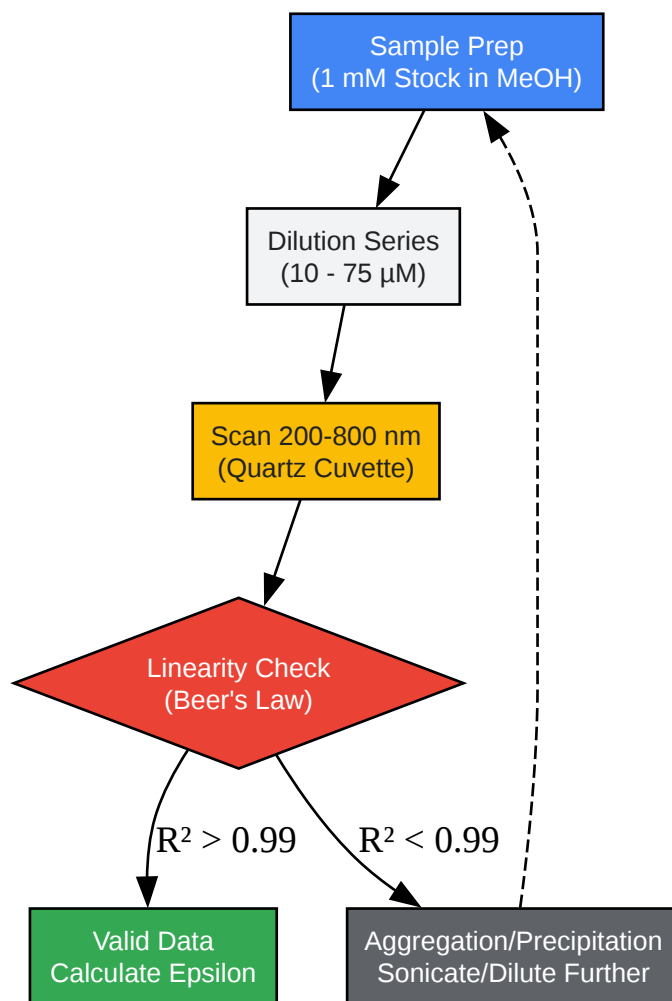 Sample Prep
(1 mM Stock in MeOH)
Dilution Series
(10 - 75 µM)
Scan 200-800 nm
(Quartz Cuvette)
Linearity Check
(Beer's Law)
R² > 0.99
R² < 0.99
Valid Data
Calculate Epsilon
Aggregation/Precipitation
Sonicate/Dilute Further